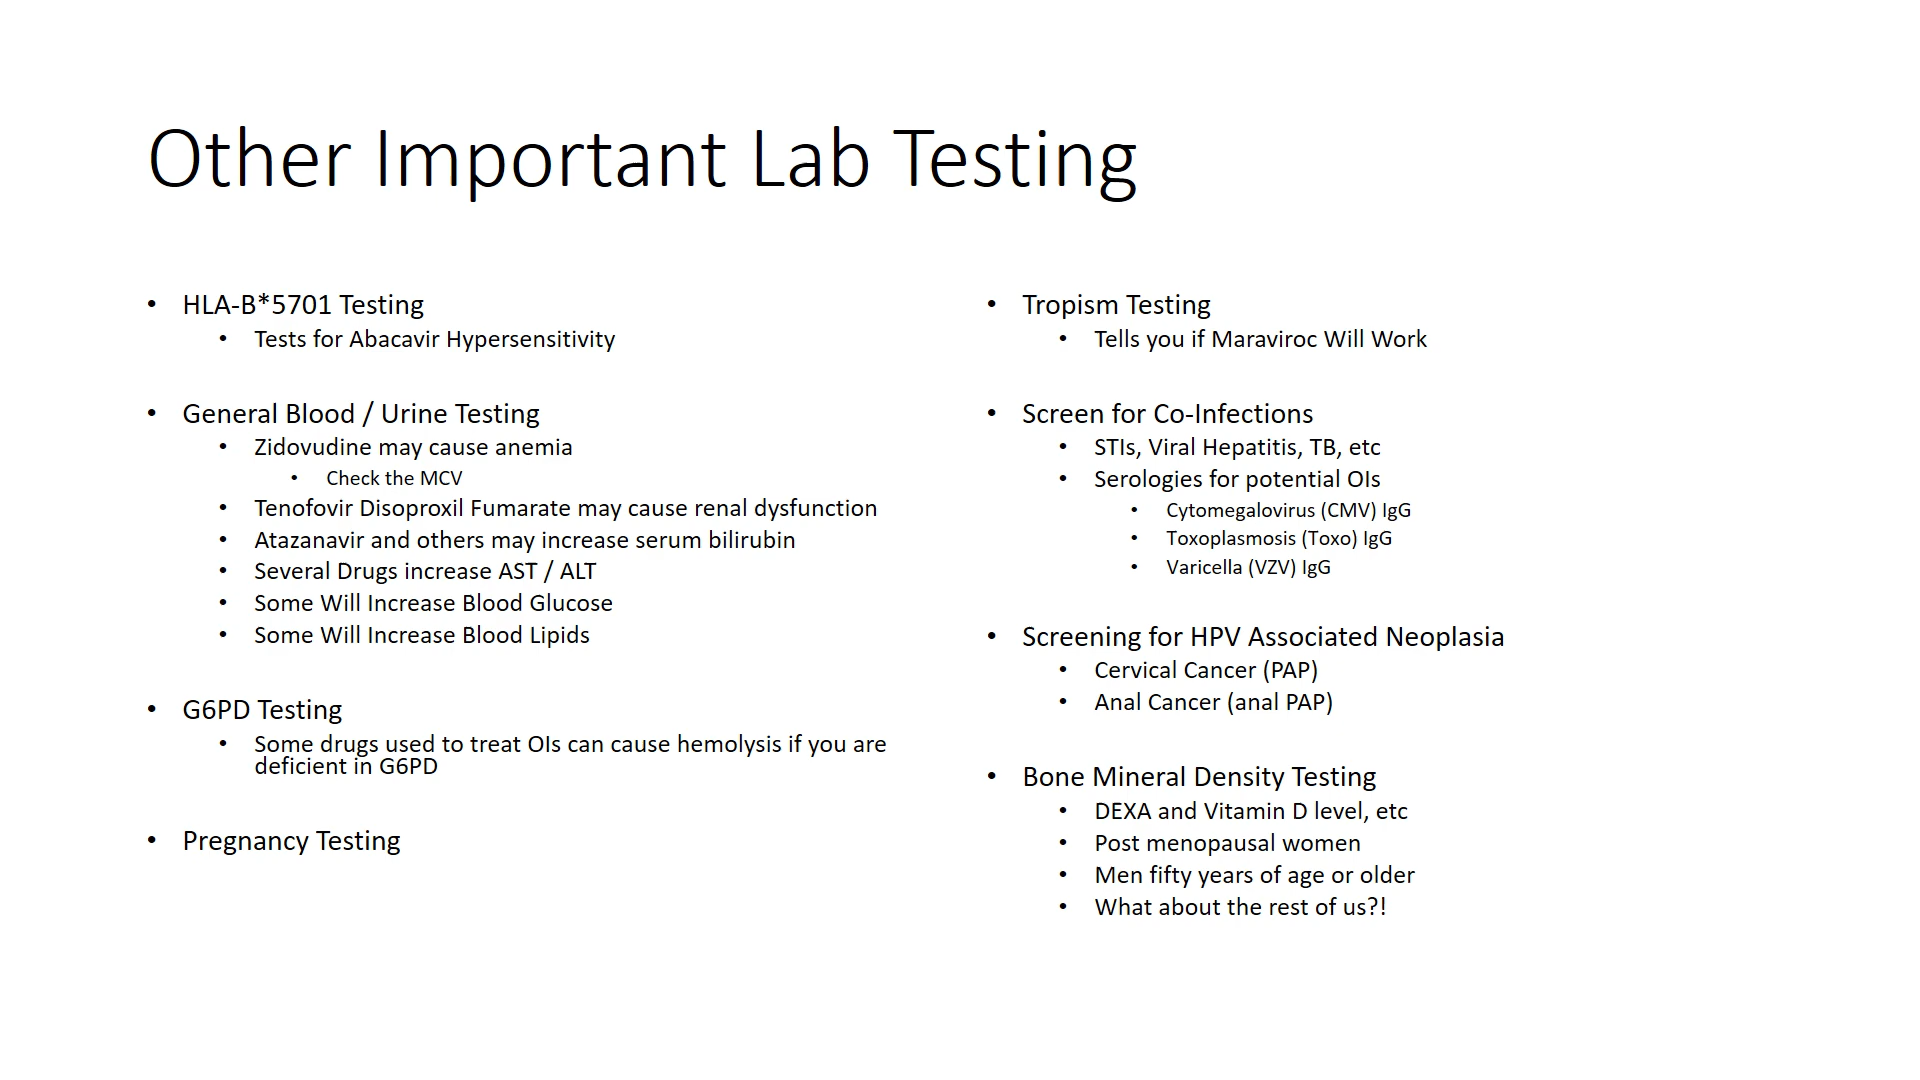 Other Important Lab Testing
• HLA-B*5701 Testing
• Tests for Abacavir Hypersensitivity
• General Blood / Urine Testing
• Zidovudine may cause anemia
• Check the MCV
• Tenofovir Disoproxil Fumarate may cause renal dysfunction
• Atazanavir and others may increase serum bilirubin
• Several Drugs increase AST / ALT
• Some Will Increase Blood Glucose
• Some Will Increase Blood Lipids
• G6PD Testing
• Some drugs used to treat OIs can cause hemolysis if you are
deficient in G6PD
• Pregnancy Testing
• Tropism Testing
• Tells you if Maraviroc Will Work
• Screen for Co-Infections
• STIs, Viral Hepatitis, TB, etc
• Serologies for potential OIs
• Cytomegalovirus (CMV) IgG
• Toxoplasmosis (Toxo) IgG
• Varicella (VZV) IgG
• Screening for HPV Associated Neoplasia
• Cervical Cancer (PAP)
• Anal Cancer (anal PAP)
• Bone Mineral Density Testing
• DEXA and Vitamin D level, etc
• Post menopausal women
• Men fifty years of age or older
• What about the rest of us?!